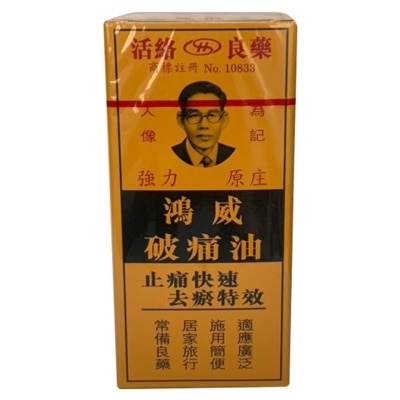 活絡 良藥
商標註册 No. 10833
人像
為記
強力 原庄
鴻威
破痛油
止痛快速
去瘀特效
適應廣泛
施用簡便
居家旅行
常備良藥